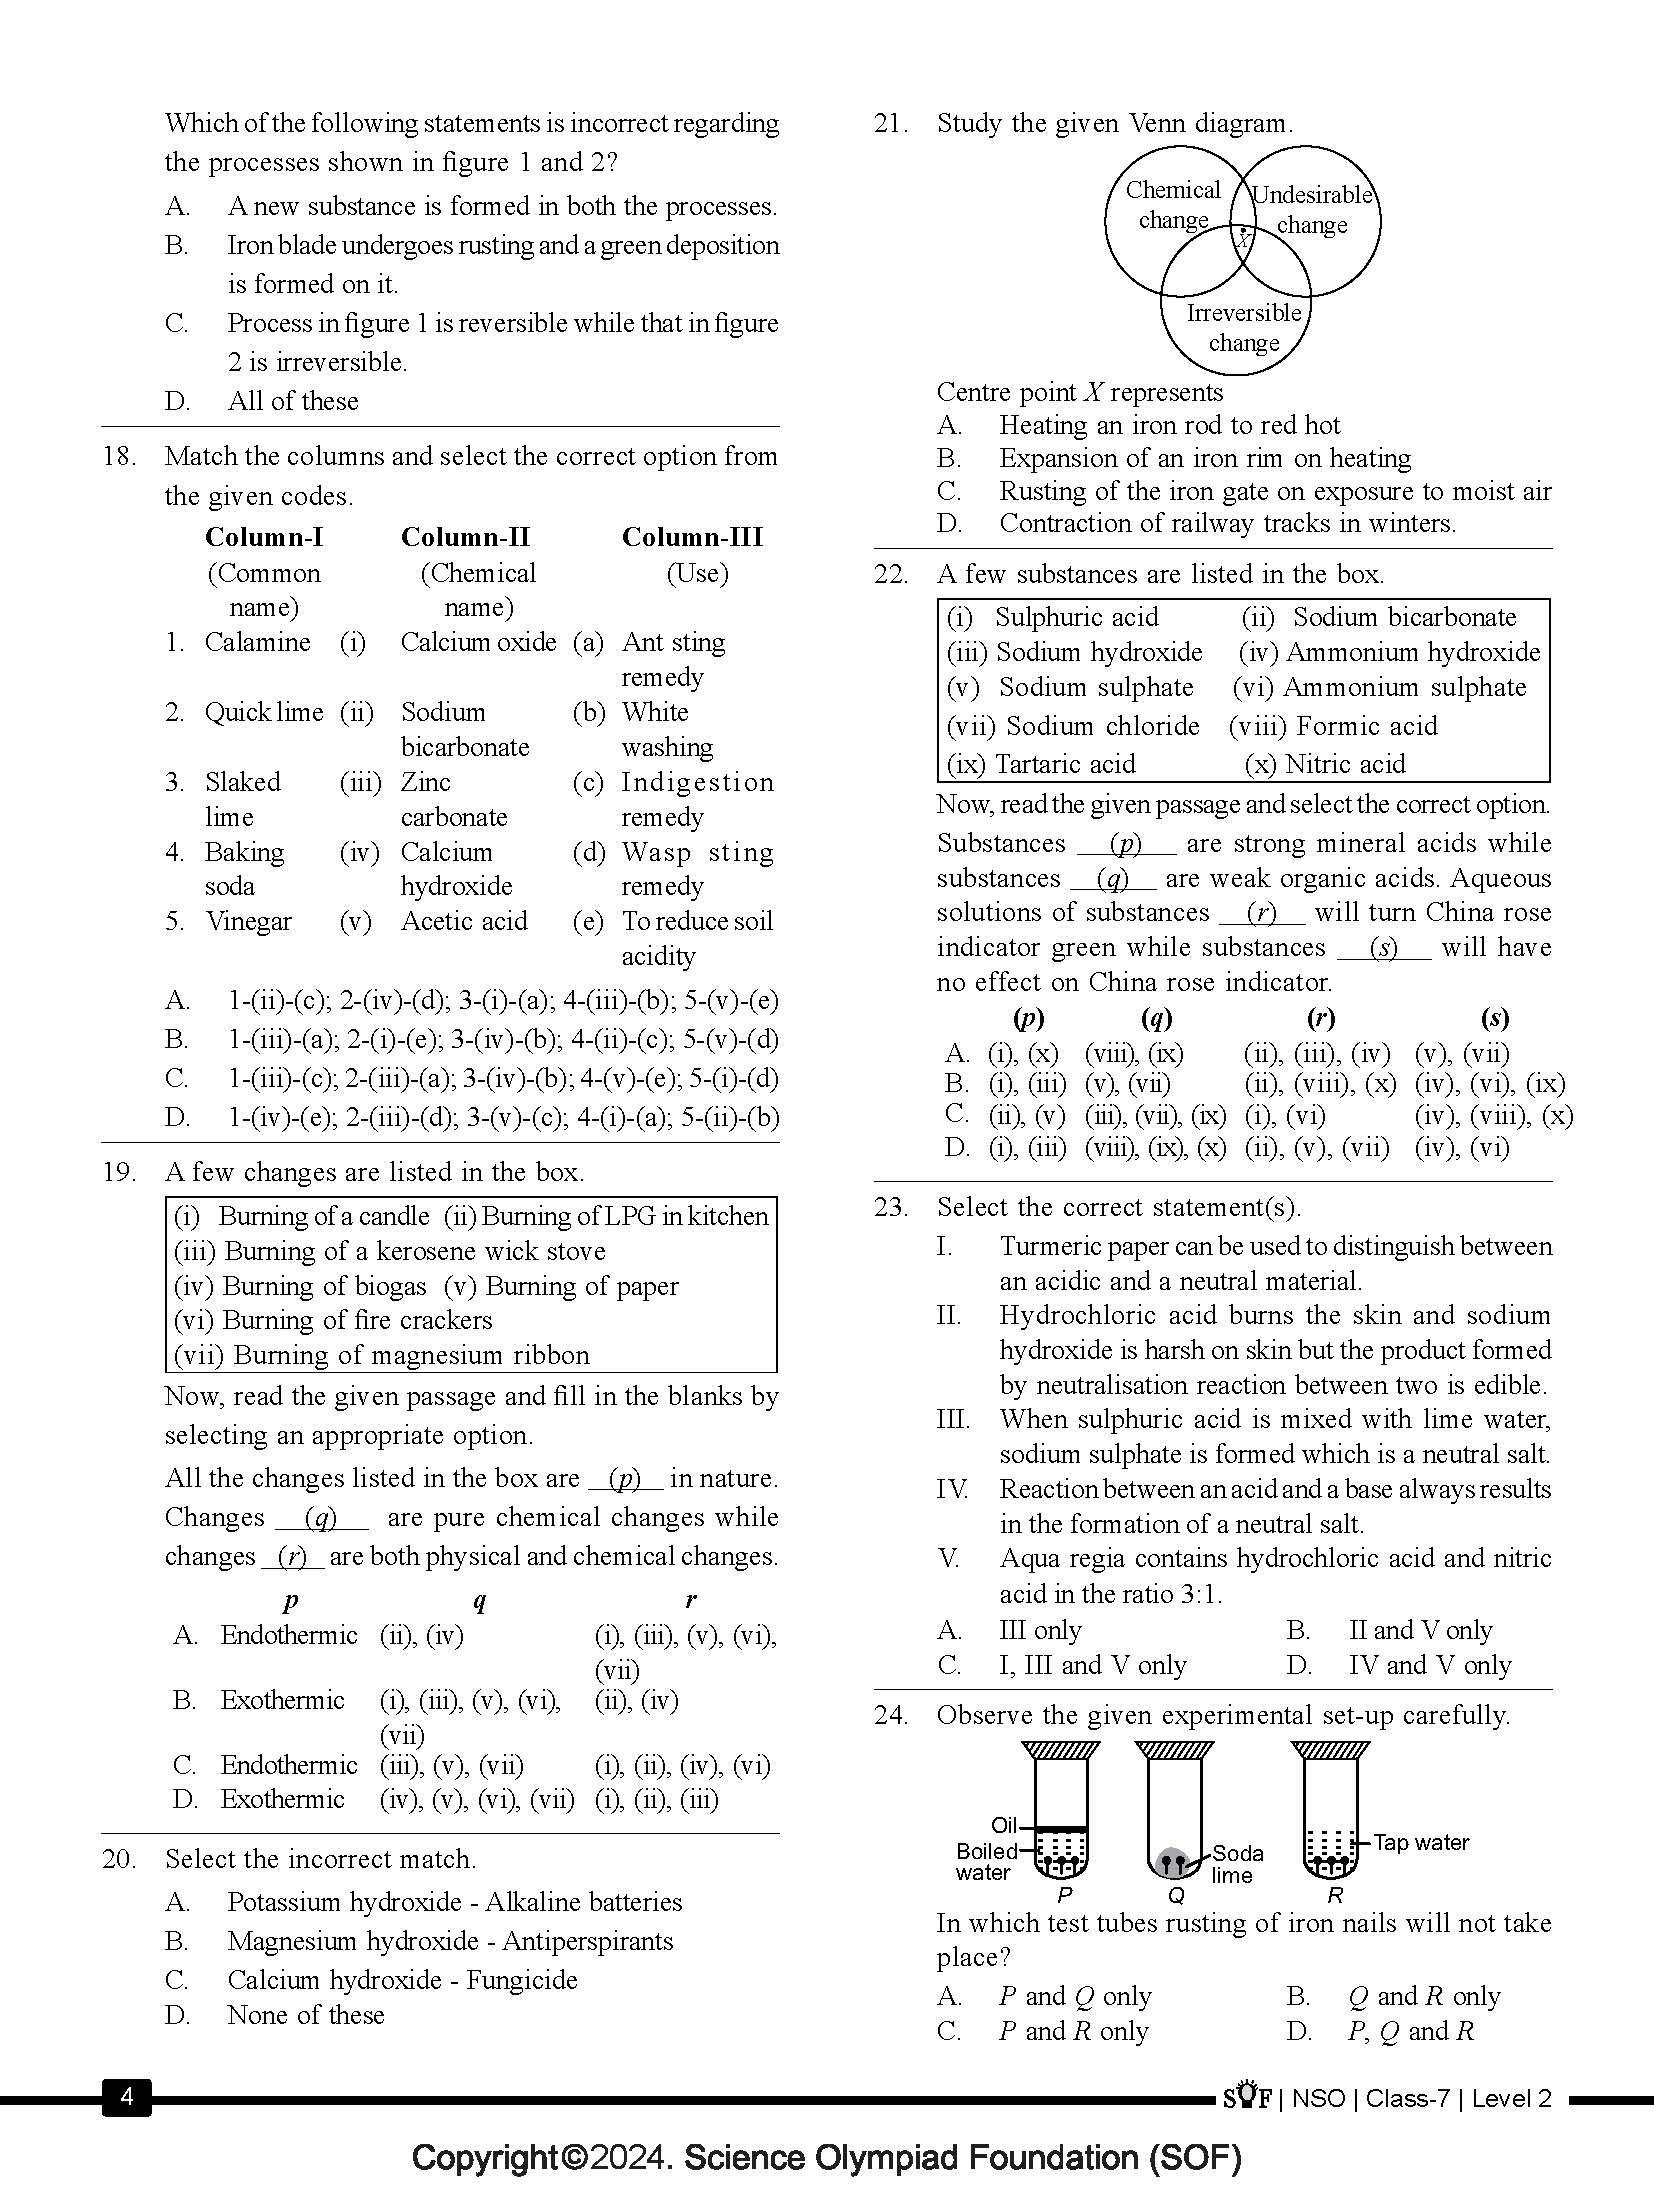 Which of the following statements is incorrect regarding
the processes shown in figure 1 and 2?
A. A new substance is formed in both the processes.
B. Iron blade undergoes rusting and a green deposition
is formed on it.
C. Process in figure 1 is reversible while that in figure
2 is irreversible.
D. All of these
18. Match the columns and select the correct option from
the given codes.
Column-I Column-II Column-III
(Common (Chemical (Use)
name) name)
1. Calamine (i) Calcium oxide (a) Ant sting
remedy
2. Quick lime (ii) Sodium (b) White
bicarbonate washing
3. Slaked (iii) Zinc (c) Indigestion
lime carbonate remedy
4. Baking (iv) Calcium (d) Wasp sting
soda hydroxide remedy
5. Vinegar (v) Acetic acid (e) To reduce soil
acidity
A. 1-(ii)-(c); 2-(iv)-(d); 3-(i)-(a); 4-(iii)-(b); 5-(v)-(e)
B. 1-(iii)-(a); 2-(i)-(e); 3-(iv)-(b); 4-(ii)-(c); 5-(v)-(d)
C. 1-(iii)-(c); 2-(iii)-(a); 3-(iv)-(b); 4-(v)-(e); 5-(i)-(d)
D. 1-(iv)-(e); 2-(iii)-(d); 3-(v)-(c); 4-(i)-(a); 5-(ii)-(b)
19. A few changes are listed in the box.
(i) Burning of a candle (ii) Burning of LPG in kitchen
(iii) Burning of a kerosene wick stove
(iv) Burning of biogas (v) Burning of paper
(vi) Burning of fire crackers
(vii) Burning of magnesium ribbon
Now, read the given passage and fill in the blanks by
selecting an appropriate option.
All the changes listed in the box are __(p)__ in nature.
Changes __(q)__ are pure chemical changes while
changes __(r)__ are both physical and chemical changes.
p q r
A. Endothermic (ii), (iv) (i), (iii), (v), (vi),
(vii)
B. Exothermic (i), (iii), (v), (vi), (ii), (iv)
(vii)
C. Endothermic (iii), (v), (vii) (i), (ii), (iv), (vi)
D. Exothermic (iv), (v), (vi), (vii) (i), (ii), (iii)
20. Select the incorrect match.
A. Potassium hydroxide - Alkaline batteries
B. Magnesium hydroxide - Antiperspirants
C. Calcium hydroxide - Fungicide
D. None of these
21. Study the given Venn diagram.
Chemical Undesirable
change change
X
Irreversible
change
Centre point X represents
A. Heating an iron rod to red hot
B. Expansion of an iron rim on heating
C. Rusting of the iron gate on exposure to moist air
D. Contraction of railway tracks in winters.
22. A few substances are listed in the box.
(i) Sulphuric acid (ii) Sodium bicarbonate
(iii) Sodium hydroxide (iv) Ammonium hydroxide
(v) Sodium sulphate (vi) Ammonium sulphate
(vii) Sodium chloride (viii) Formic acid
(ix) Tartaric acid (x) Nitric acid
Now, read the given passage and select the correct option.
Substances __(p)__ are strong mineral acids while
substances __(q)__ are weak organic acids. Aqueous
solutions of substances __(r)__ will turn China rose
indicator green while substances __(s)__ will have
no effect on China rose indicator.
(p) (q) (r) (s)
A. (i), (x) (viii), (ix) (ii), (iii), (iv) (v), (vii)
B. (i), (iii) (v), (vii) (ii), (viii), (x) (iv), (vi), (ix)
C. (ii), (v) (iii), (vii), (ix) (i), (vi) (iv), (viii), (x)
D. (i), (iii) (viii), (ix), (x) (ii), (v), (vii) (iv), (vi)
23. Select the correct statement(s).
I. Turmeric paper can be used to distinguish between
an acidic and a neutral material.
II. Hydrochloric acid burns the skin and sodium
hydroxide is harsh on skin but the product formed
by neutralisation reaction between two is edible.
III. When sulphuric acid is mixed with lime water,
sodium sulphate is formed which is a neutral salt.
IV. Reaction between an acid and a base always results
in the formation of a neutral salt.
V. Aqua regia contains hydrochloric acid and nitric
acid in the ratio 3:1.
A. III only B. II and V only
C. I, III and V only D. IV and V only
24. Observe the given experimental set-up carefully.
Oil
Boiled
water
Soda
lime
Tap water
P Q R
In which test tubes rusting of iron nails will not take
place?
A. P and Q only B. Q and R only
C. P and R only D. P, Q and R
4
SOF | NSO | Class-7 | Level 2
Copyright©2024. Science Olympiad Foundation (SOF)